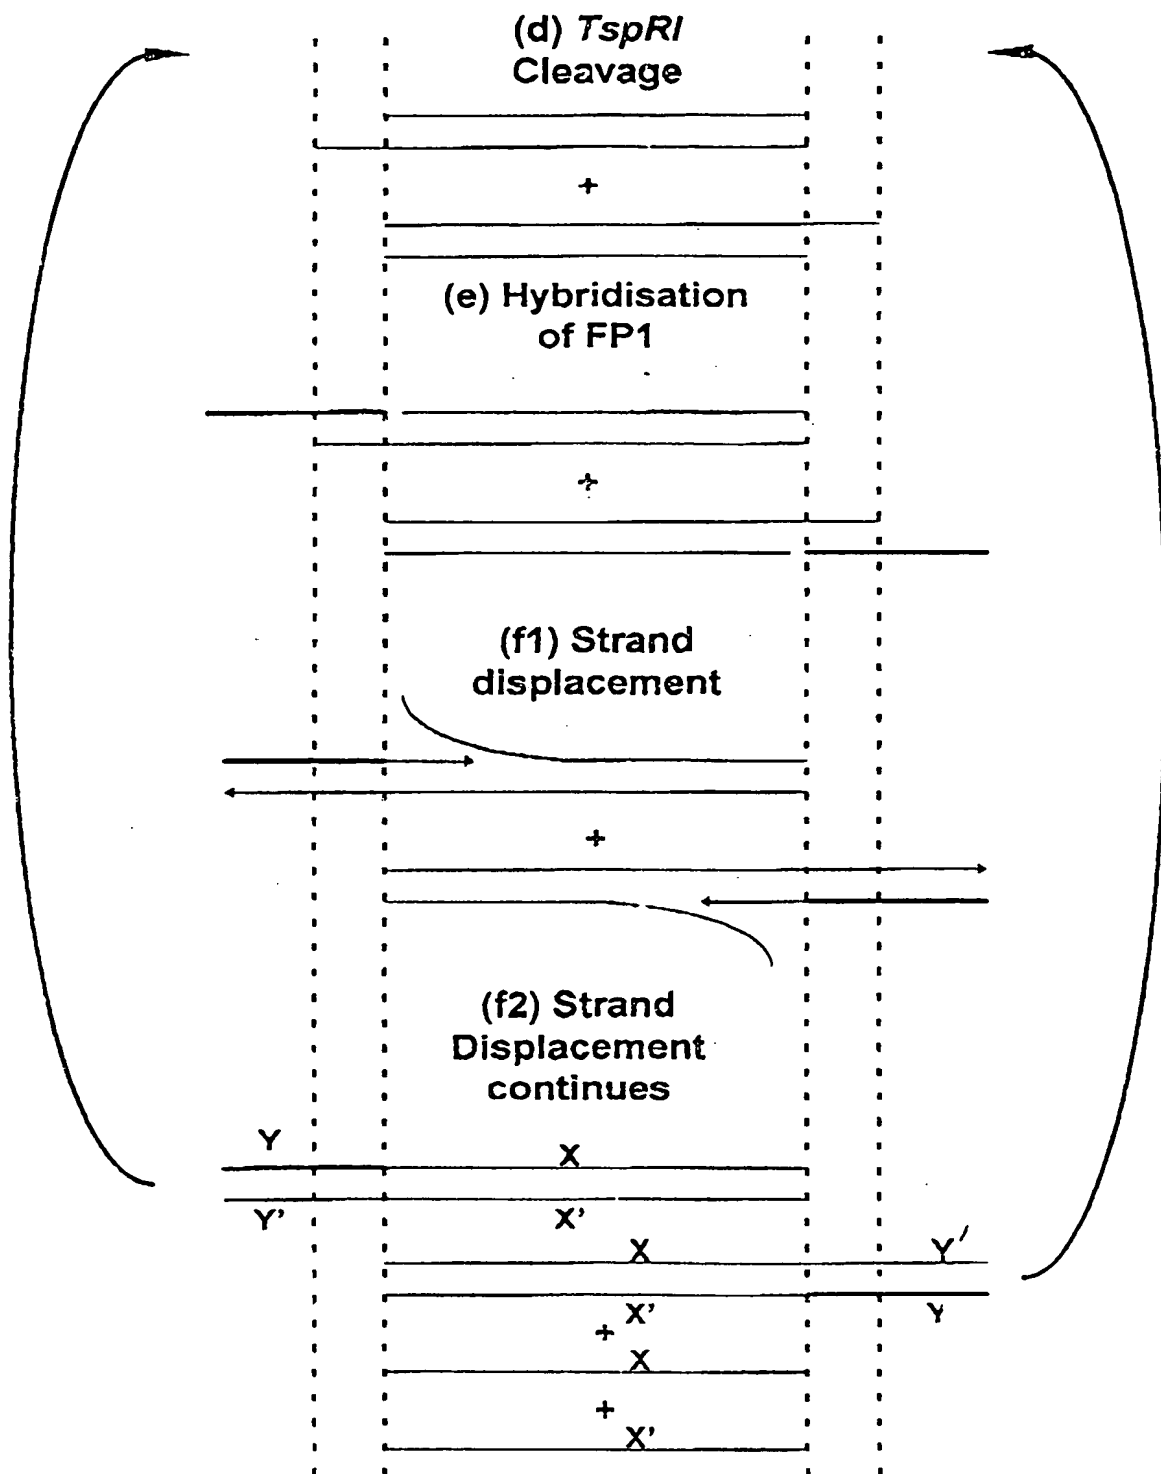 (d) TspRI
Cleavage
+
(e) Hybridisation
of FP1
+
(f1) Strand
displacement
+
(f2) Strand
Displacement
continues
Y X
Y' X'
X Y'
X' Y
+
X
+
X'